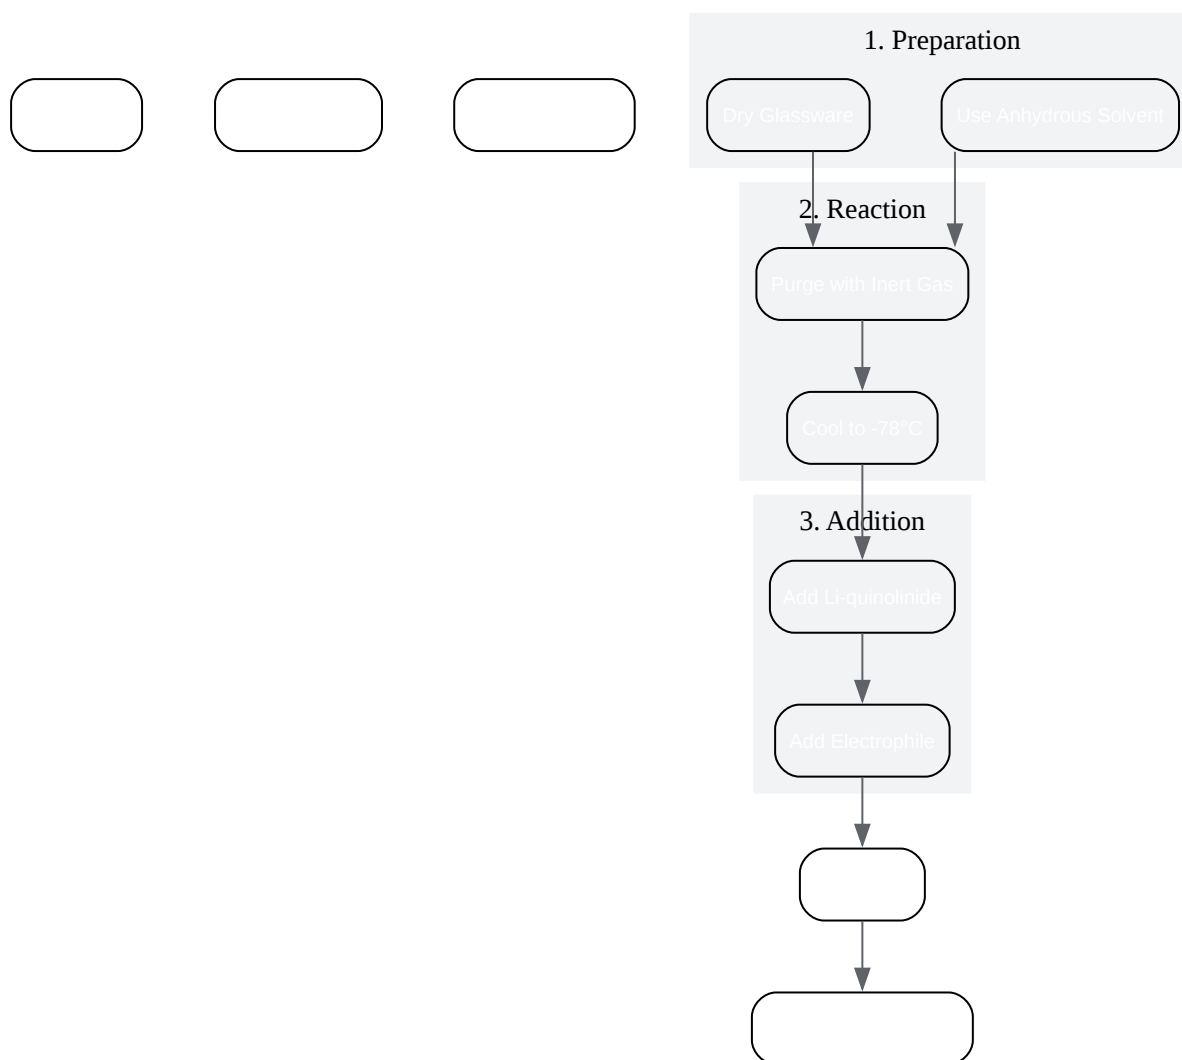 1. Preparation
Dry Glassware
Use Anhydrous Solvent
2. Reaction
Purge with Inert Gas
Cool to -78°C
3. Addition
Add Li-quinolinide
Add Electrophile